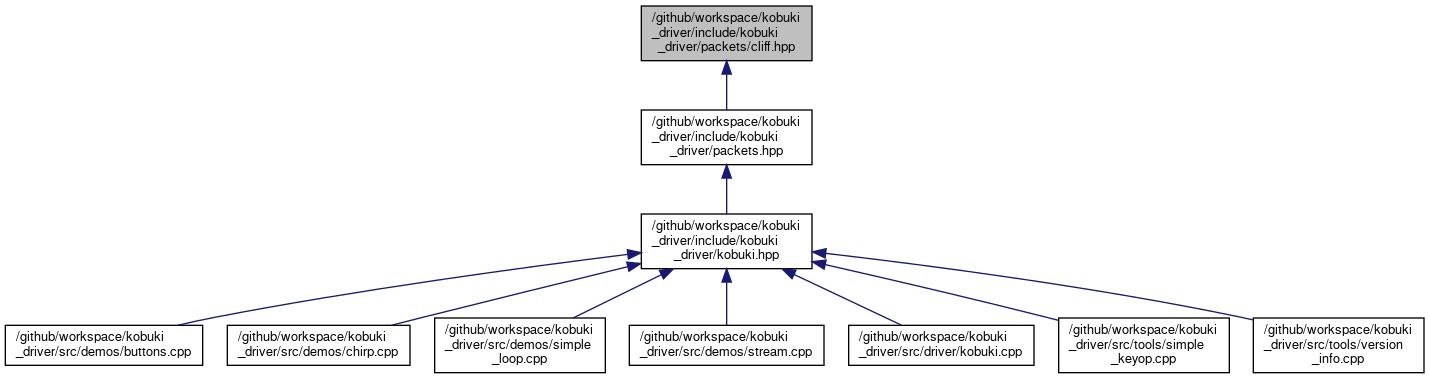 /github/workspace/kobuki
_driver/include/kobuki
_driver/packets/cliff.hpp
/github/workspace/kobuki
_driver/include/kobuki
_driver/packets.hpp
/github/workspace/kobuki
_driver/include/kobuki
_driver/kobuki.hpp
/github/workspace/kobuki
_driver/src/demos/buttons.cpp
/github/workspace/kobuki
_driver/src/demos/chirp.cpp
/github/workspace/kobuki
_driver/src/demos/simple
_loop.cpp
/github/workspace/kobuki
_driver/src/demos/stream.cpp
/github/workspace/kobuki
_driver/src/driver/kobuki.cpp
/github/workspace/kobuki
_driver/src/tools/simple
_keyop.cpp
/github/workspace/kobuki
_driver/src/tools/version
_info.cpp